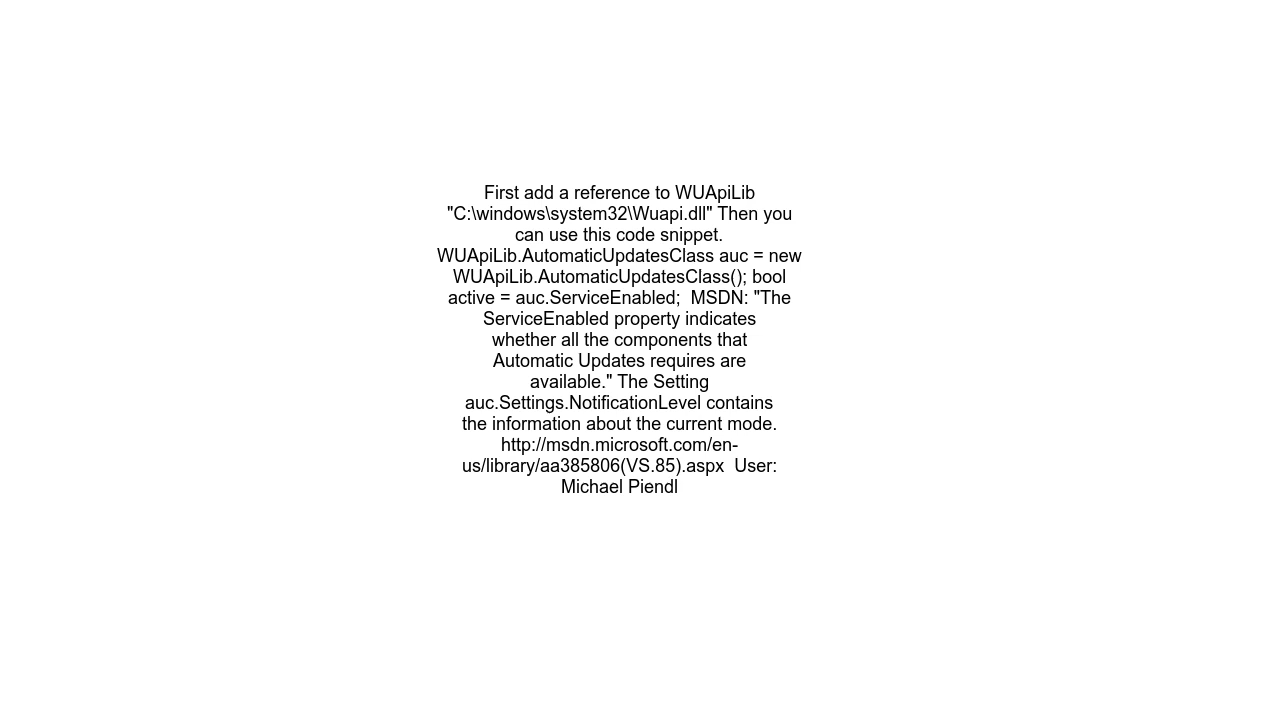 First add a reference to WUApiLib
"C:\windows\system32\Wuapi.dll" Then you
can use this code snippet.
WUApiLib.AutomaticUpdatesClass auc = new
WUApiLib.AutomaticUpdatesClass(); bool
active = auc.ServiceEnabled;  MSDN: "The
ServiceEnabled property indicates
whether all the components that
Automatic Updates requires are
available." The Setting
auc.Settings.NotificationLevel contains
the information about the current mode.
http://msdn.microsoft.com/en-
us/library/aa385806(VS.85).aspx  User:
Michael Piendl